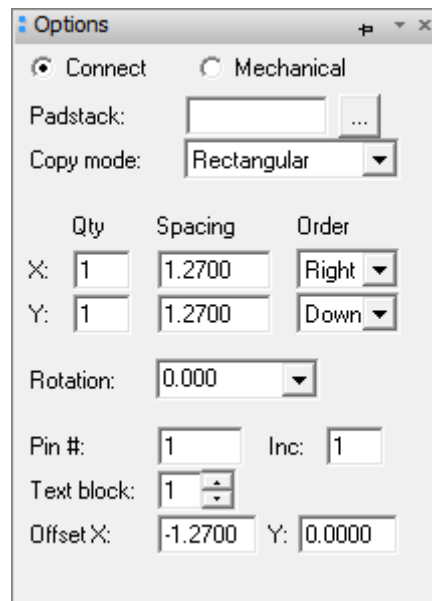 Options
Connect Mechanical
Padstack: ...
Copy mode: Rectangular
Qty Spacing Order
X: 1 1.2700 Right
Y: 1 1.2700 Down
Rotation: 0.000
Pin #: 1 Inc: 1
Text block: 1
Offset X: -1.2700 Y: 0.0000